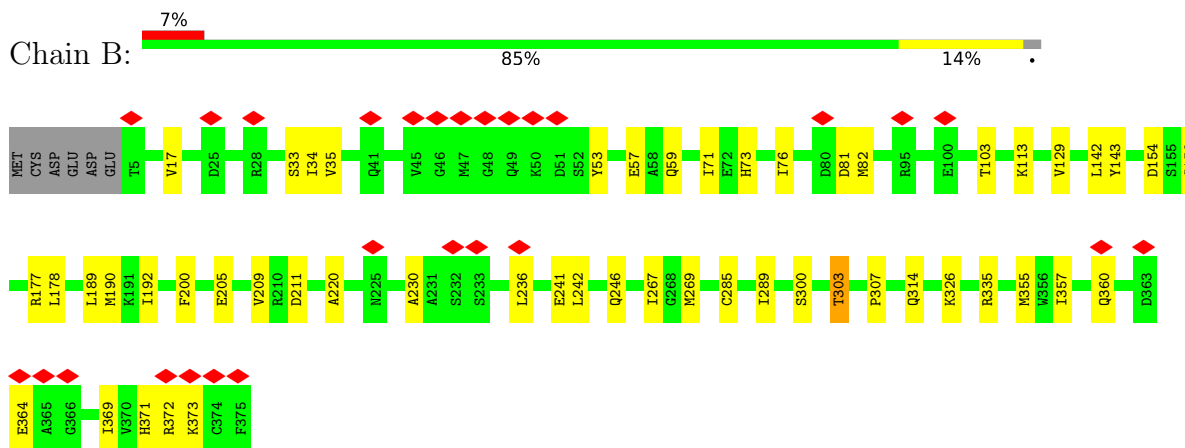 7%
Chain B:
85% 14% •
MET CYS ASP GLU ASP GLU T5 V17 D25 R28 S33 I34 V35 Q41 V45 G46 M47 G48 Q49 K50 D51 S52 Y53 E57 A58 Q59 I71 E72 H73 I76 D80 D81 M82 R95 E100 T103 K113 V129 L142 Y143 D154 S155
R177 L178 L189 M190 K191 I192 F200 E205 V209 R210 D211 A220 N225 A230 A231 S232 S233 L236 E241 L242 Q246 I267 G268 M269 C285 I289 S300 T303 P307 Q314 K326 R335 M355 W356 I357 Q360 D363
E364 A365 G366 I369 V370 H371 R372 K373 C374 F375